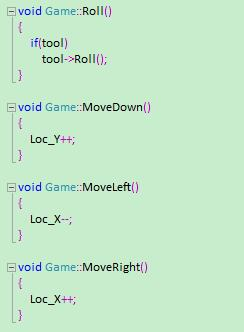 void Game::Roll()
{
if(tool)
tool->Roll();
}
void Game::MoveDown()
{
Loc_Y++;
}
void Game::MoveLeft()
{
Loc_X--;
}
void Game::MoveRight()
{
Loc_X++;
}